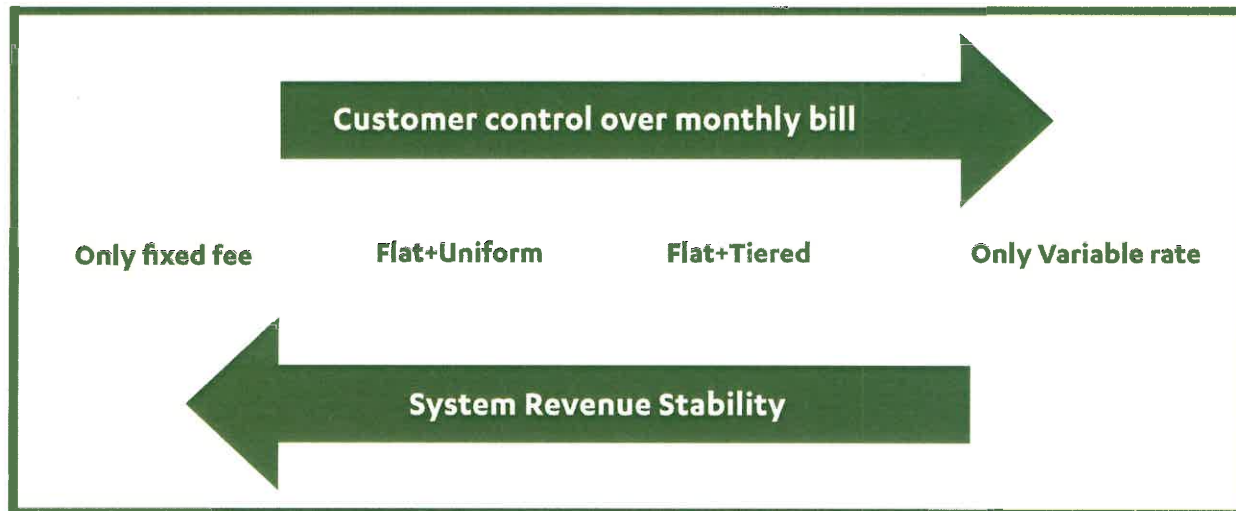 Customer control over monthly bill
Only fixed fee Flat+Uniform Flat+Tiered Only Variable rate
System Revenue Stability